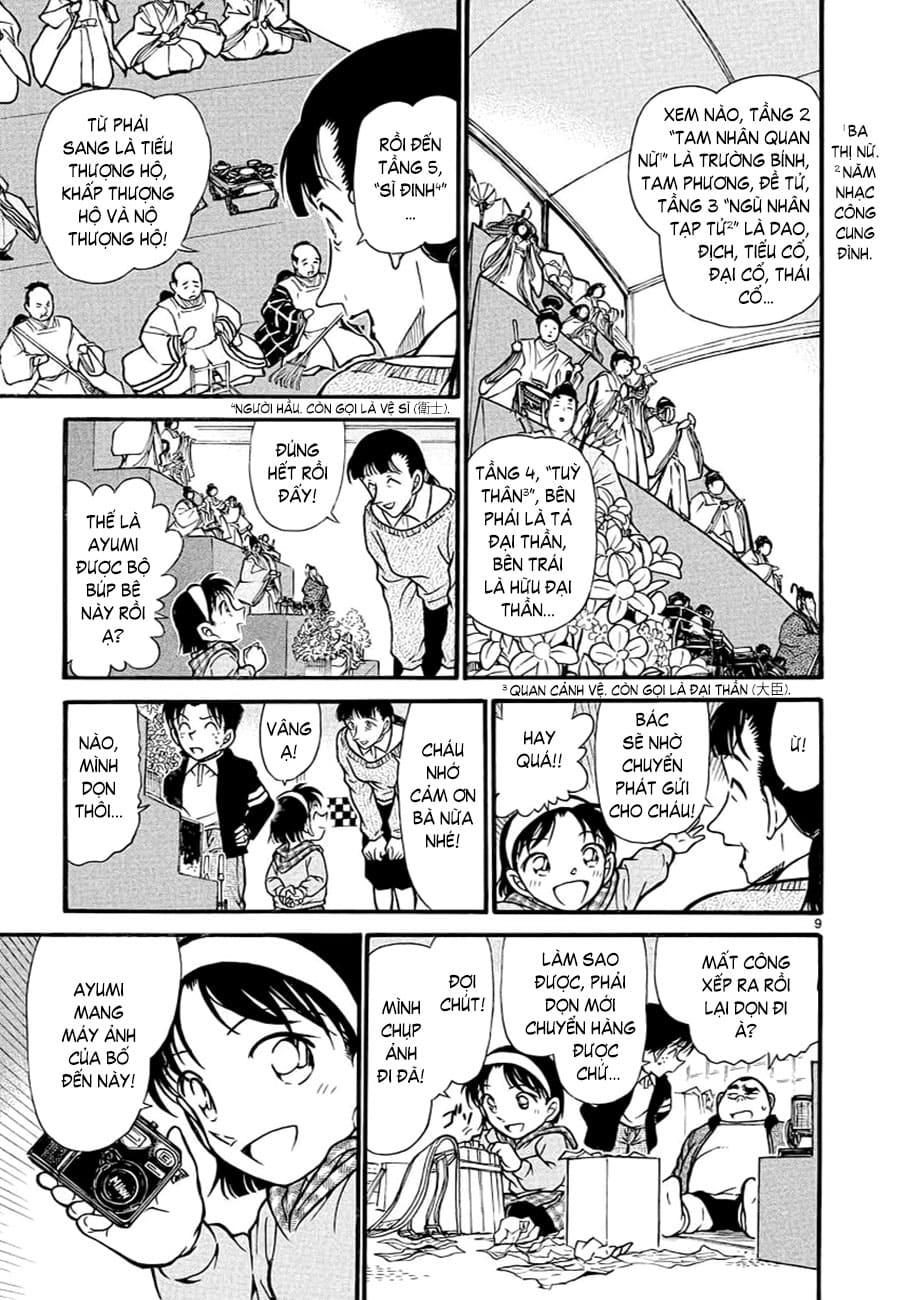 XEM NÀO, TẦNG 2
"TAM NHÂN QUAN
NỮ¹" LÀ TRƯỜNG BÍNH,
TAM PHƯƠNG, ĐỀ TỬ,
TẦNG 3 "NGŨ NHÂN
TẠP TỬ²" LÀ DAO,
ĐỊCH, TIỂU CỔ,
ĐẠI CỔ, THÁI
CỔ...
¹BA
THỊ NỮ.
²NĂM
NHẠC
CÔNG
CUNG
ĐÌNH.
TẦNG 4, "TUỲ
THÂN³", BÊN
PHẢI LÀ TẢ
ĐẠI THẦN,
BÊN TRÁI
LÀ HỮU ĐẠI
THẦN...
³ QUAN CẢNH VỆ, CÒN GỌI LÀ ĐẠI THẦN (大臣).
RỒI ĐẾN
TẦNG 5,
"SĨ ĐINH⁴"
...
TỪ PHẢI
SANG LÀ TIẾU
THƯỢNG HỘ,
KHẤP THƯỢNG
HỘ VÀ NỘ
THƯỢNG HỘ!
⁴NGƯỜI HẦU, CÒN GỌI LÀ VỆ SĨ (衛士).
ĐÚNG
HẾT RỒI
ĐẤY!
THẾ LÀ
AYUMI
ĐƯỢC BỘ
BÚP BÊ
NÀY RỒI
Ạ?
Ừ!
BÁC
SẼ NHỜ
CHUYỂN
PHÁT GỬI
CHO CHÁU!
HAY
QUÁ!!
CHÁU
NHỚ
CẢM ƠN
BÀ NỮA
NHÉ!
VÂNG
Ạ!
NÀO,
MÌNH
DỌN
THÔI...
9
MẤT CÔNG
XẾP RA RỒI
LẠI DỌN ĐI
À?
LÀM SAO
ĐƯỢC, PHẢI
DỌN MỚI
CHUYỂN HÀNG
ĐƯỢC
CHỨ...
ĐỢI
CHÚT!
MÌNH
CHỤP
ẢNH
ĐI ĐÃ!
AYUMI
MANG
MÁY ẢNH
CỦA BỐ
ĐẾN NÀY!